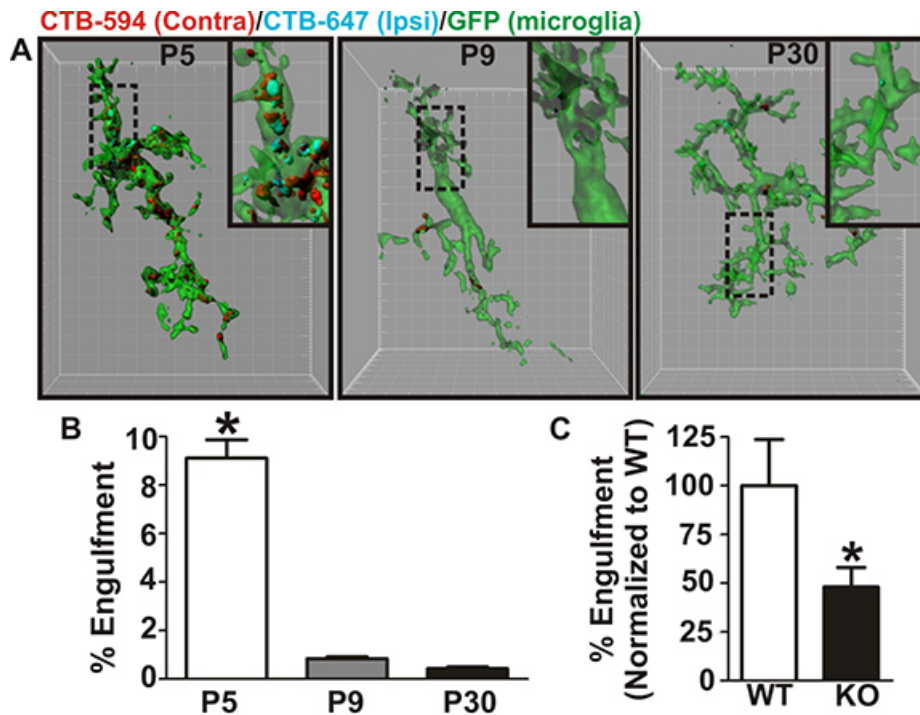 CTB-594 (Contra)/CTB-647 (Ipsi)/GFP (microglia)
A
P5
P9
P30
B
% Engulfment
10
8
6
4
2
0
*
P5
P9
P30
C
% Engulfment
(Normalized to WT)
125
100
75
50
25
0
*
WT
KO